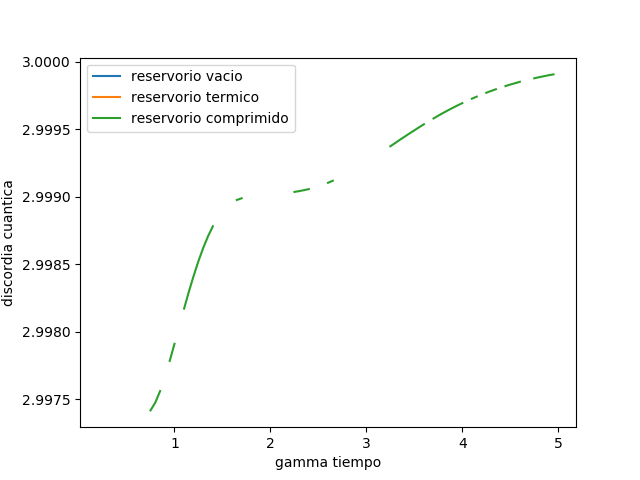 3.0000
2.9995
2.9990
2.9985
2.9980
2.9975
discordia cuantica
reservorio vacio
reservorio termico
reservorio comprimido
1 2 3 4 5
gamma tiempo